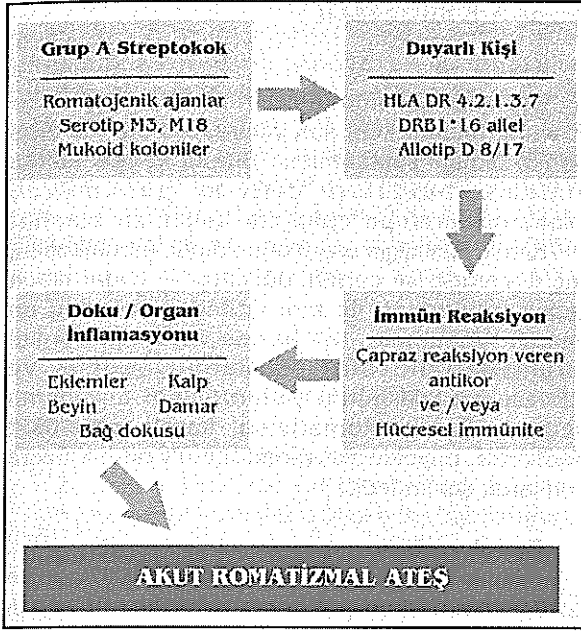 Grup A Streptokok
Romatojenik ajanlar
Serotip M3, M18
Mukoid koloniler
Duyarlı Kişi
HLA DR 4.2.1.3.7
DRB1*16 allel
Allotip D 8/17
İmmün Reaksiyon
Çapraz reaksiyon veren
antikor
ve / veya
Hücresel immünite
Doku / Organ
İnflamasyonu
Eklemler Kalp
Beyin Damar
Bağ dokusu
AKUT ROMATİZMAL ATEŞ